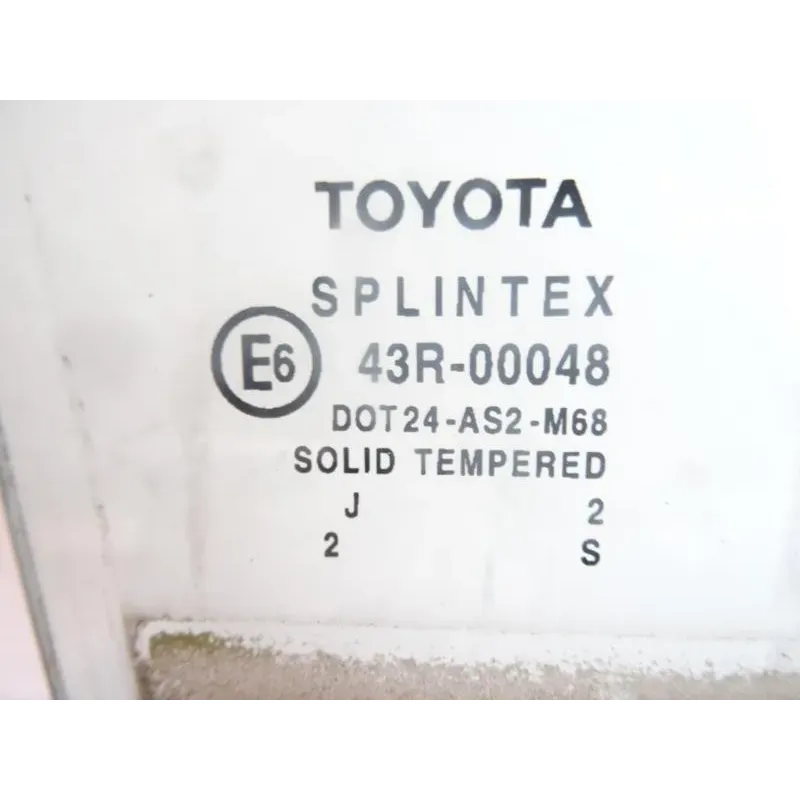 TOYOTA
SPLINTEX
E6 43R-00048
DOT24-AS2-M68
SOLID TEMPERED
J 2
2 S